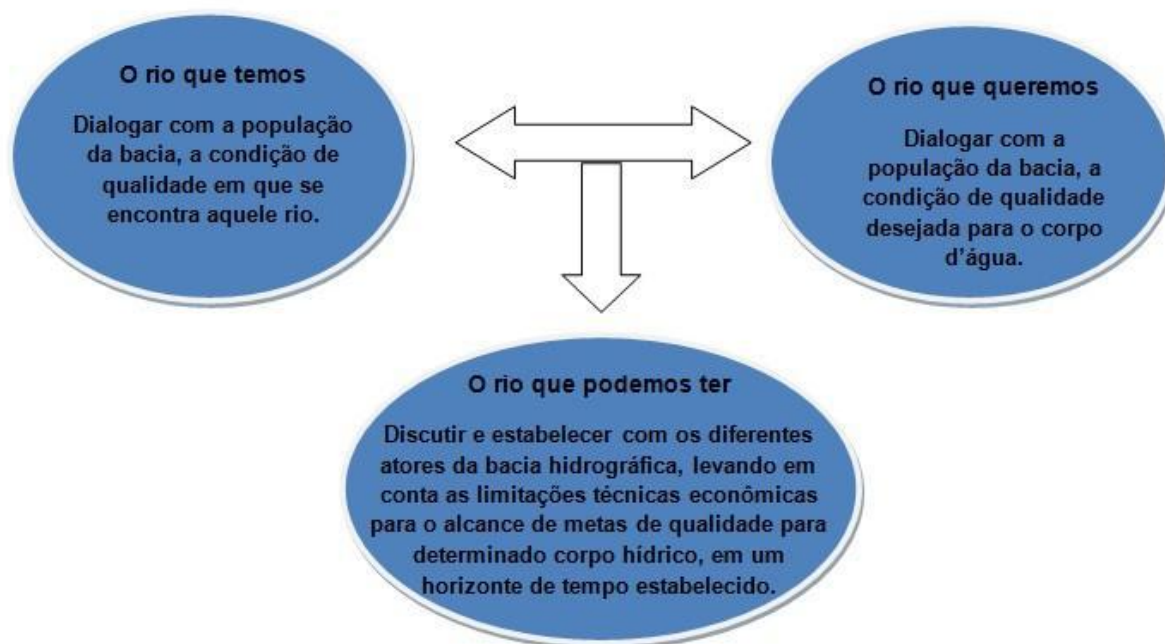 O rio que temos
Dialogar com a população
da bacia, a condição de
qualidade em que se
encontra aquele rio.
O rio que queremos
Dialogar com a
população da bacia, a
condição de qualidade
desejada para o corpo
d’água.
O rio que podemos ter
Discutir e estabelecer com os diferentes
atores da bacia hidrográfica, levando em
conta as limitações técnicas econômicas
para o alcance de metas de qualidade para
determinado corpo hídrico, em um
horizonte de tempo estabelecido.